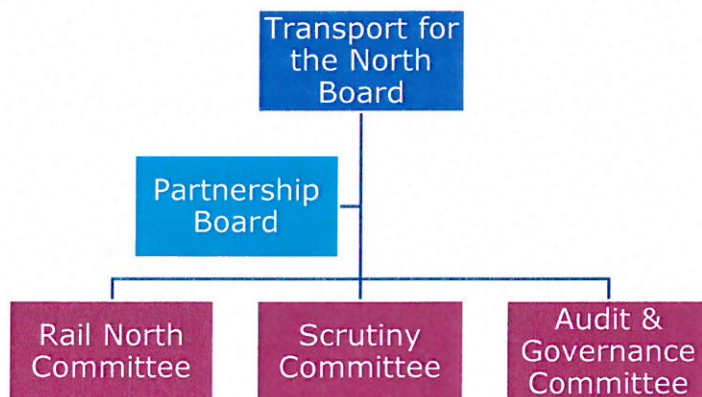 Transport for
the North
Board
Partnership
Board
Rail North
Committee
Scrutiny
Committee
Audit &
Governance
Committee